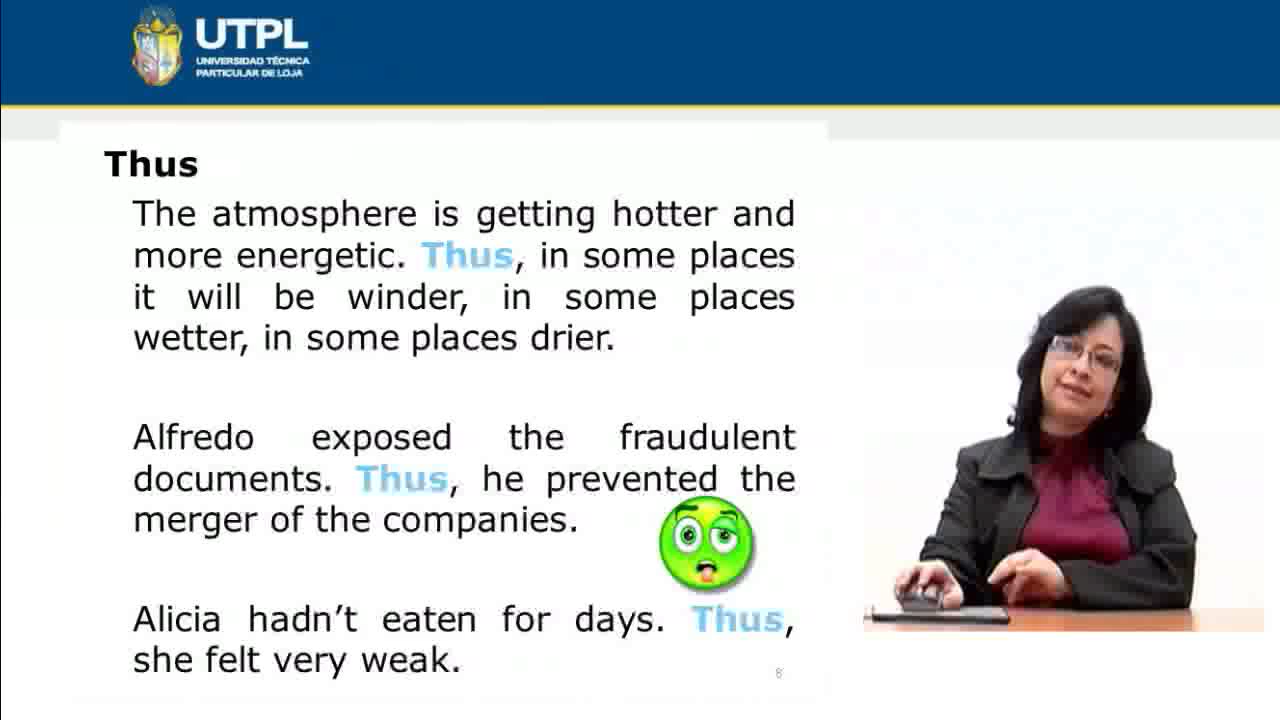 UTPL
UNIVERSIDAD TÉCNICA
PARTICULAR DE LOJA
Thus
The atmosphere is getting hotter and
more energetic. Thus, in some places
it will be winder, in some places
wetter, in some places drier.
Alfredo exposed the fraudulent
documents. Thus, he prevented the
merger of the companies.
Alicia hadn't eaten for days. Thus,
she felt very weak.
8